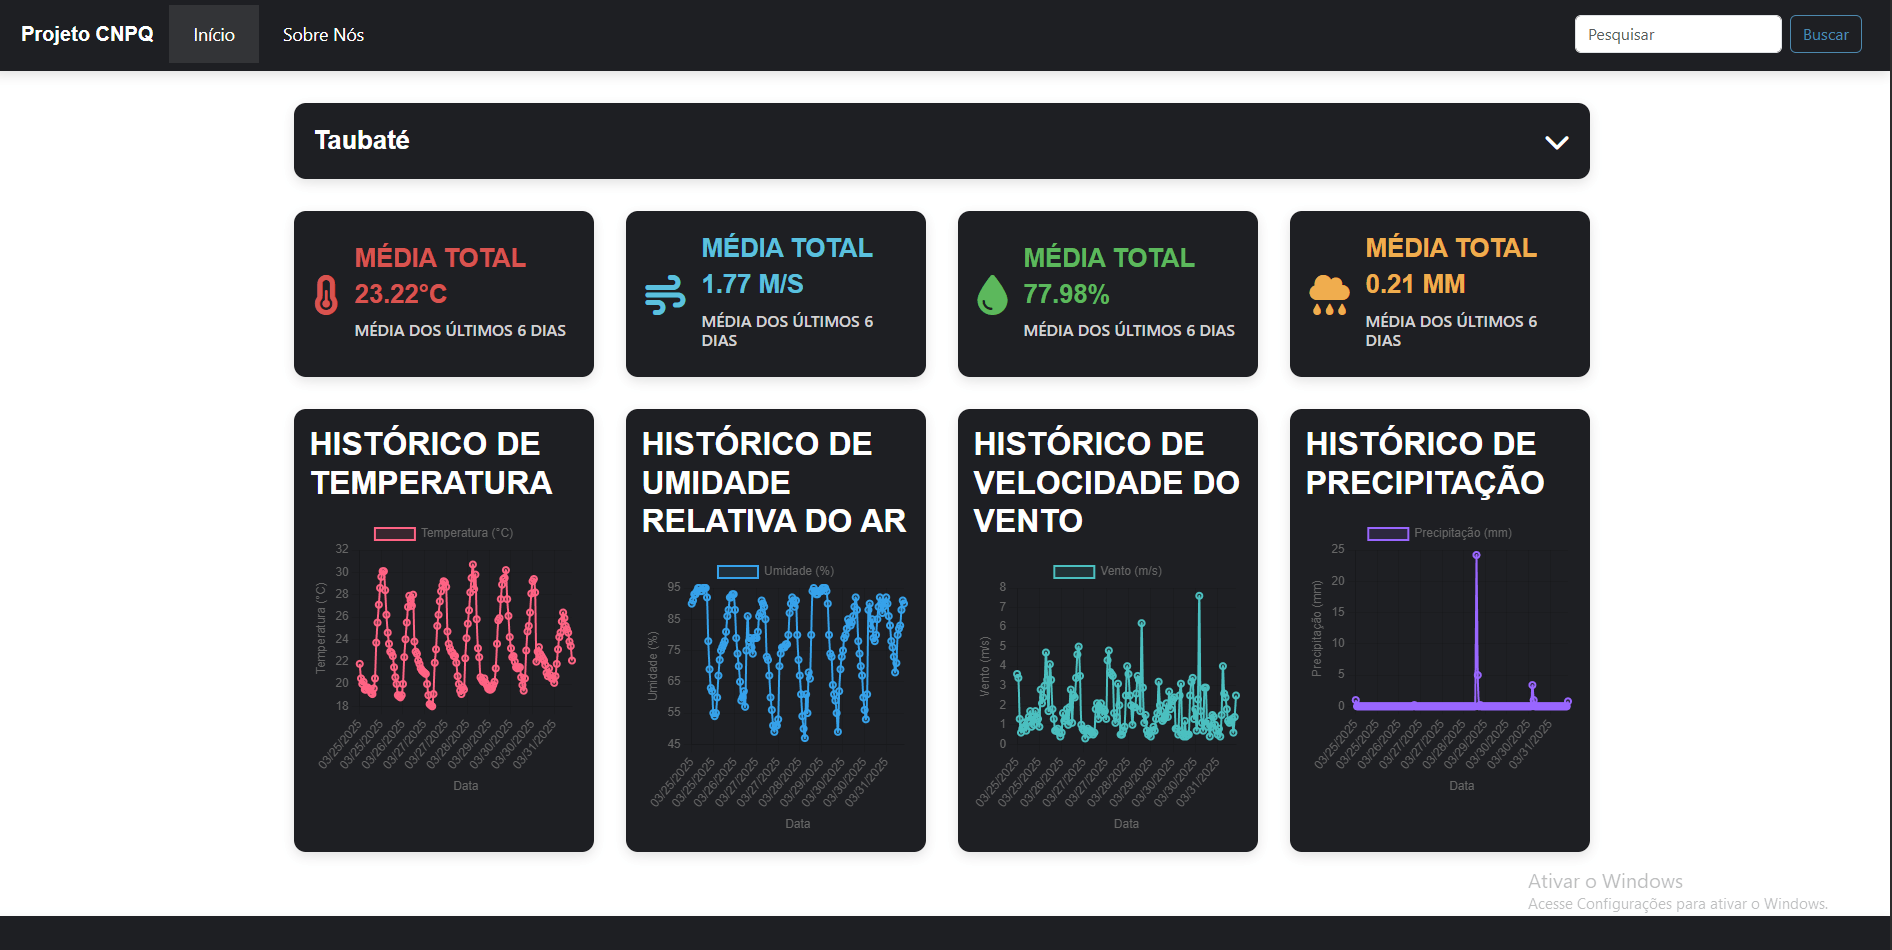 Projeto CNPQ
Início
Sobre Nós
Pesquisar
Buscar
Taubaté
MÉDIA TOTAL
23.22°C
MÉDIA DOS ÚLTIMOS 6 DIAS
MÉDIA TOTAL
1.77 M/S
MÉDIA DOS ÚLTIMOS 6
DIAS
MÉDIA TOTAL
77.98%
MÉDIA DOS ÚLTIMOS 6 DIAS
MÉDIA TOTAL
0.21 MM
MÉDIA DOS ÚLTIMOS 6
DIAS
HISTÓRICO DE
TEMPERATURA
Temperatura (°C)
Temperatura (°C)
32
30
28
26
24
22
20
18
03/25/2025
03/25/2025
03/26/2025
03/27/2025
03/27/2025
03/28/2025
03/29/2025
03/30/2025
03/30/2025
03/31/2025
Data
HISTÓRICO DE
UMIDADE
RELATIVA DO AR
Umidade (%)
Umidade (%)
95
85
75
65
55
45
03/25/2025
03/25/2025
03/26/2025
03/27/2025
03/27/2025
03/28/2025
03/29/2025
03/30/2025
03/30/2025
03/31/2025
Data
HISTÓRICO DE
VELOCIDADE DO
VENTO
Vento (m/s)
Vento (m/s)
8
7
6
5
4
3
2
1
0
03/25/2025
03/25/2025
03/26/2025
03/27/2025
03/27/2025
03/28/2025
03/29/2025
03/30/2025
03/30/2025
03/31/2025
Data
HISTÓRICO DE
PRECIPITAÇÃO
Precipitação (mm)
Precipitação (mm)
25
20
15
10
5
0
03/25/2025
03/25/2025
03/26/2025
03/27/2025
03/27/2025
03/28/2025
03/29/2025
03/30/2025
03/30/2025
03/31/2025
Data
Ativar o Windows
Acesse Configurações para ativar o Windows.